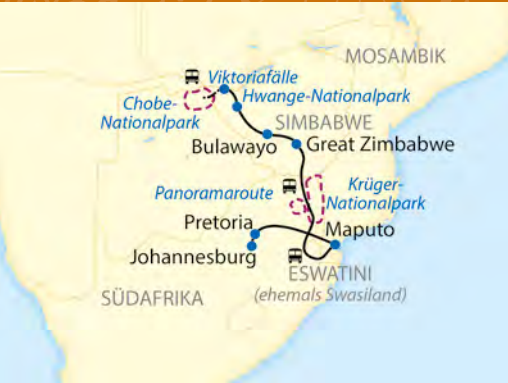 MOSAMBIK
Viktoriafälle
Hwange-Nationalpark
Chobe-
Nationalpark
SIMBABWE
Bulawayo
Great Zimbabwe
Panoramaroute
Krüger-
Nationalpark
Pretoria
Maputo
Johannesburg
ESWATINI
(ehemals Swasiland)
SÜDAFRIKA